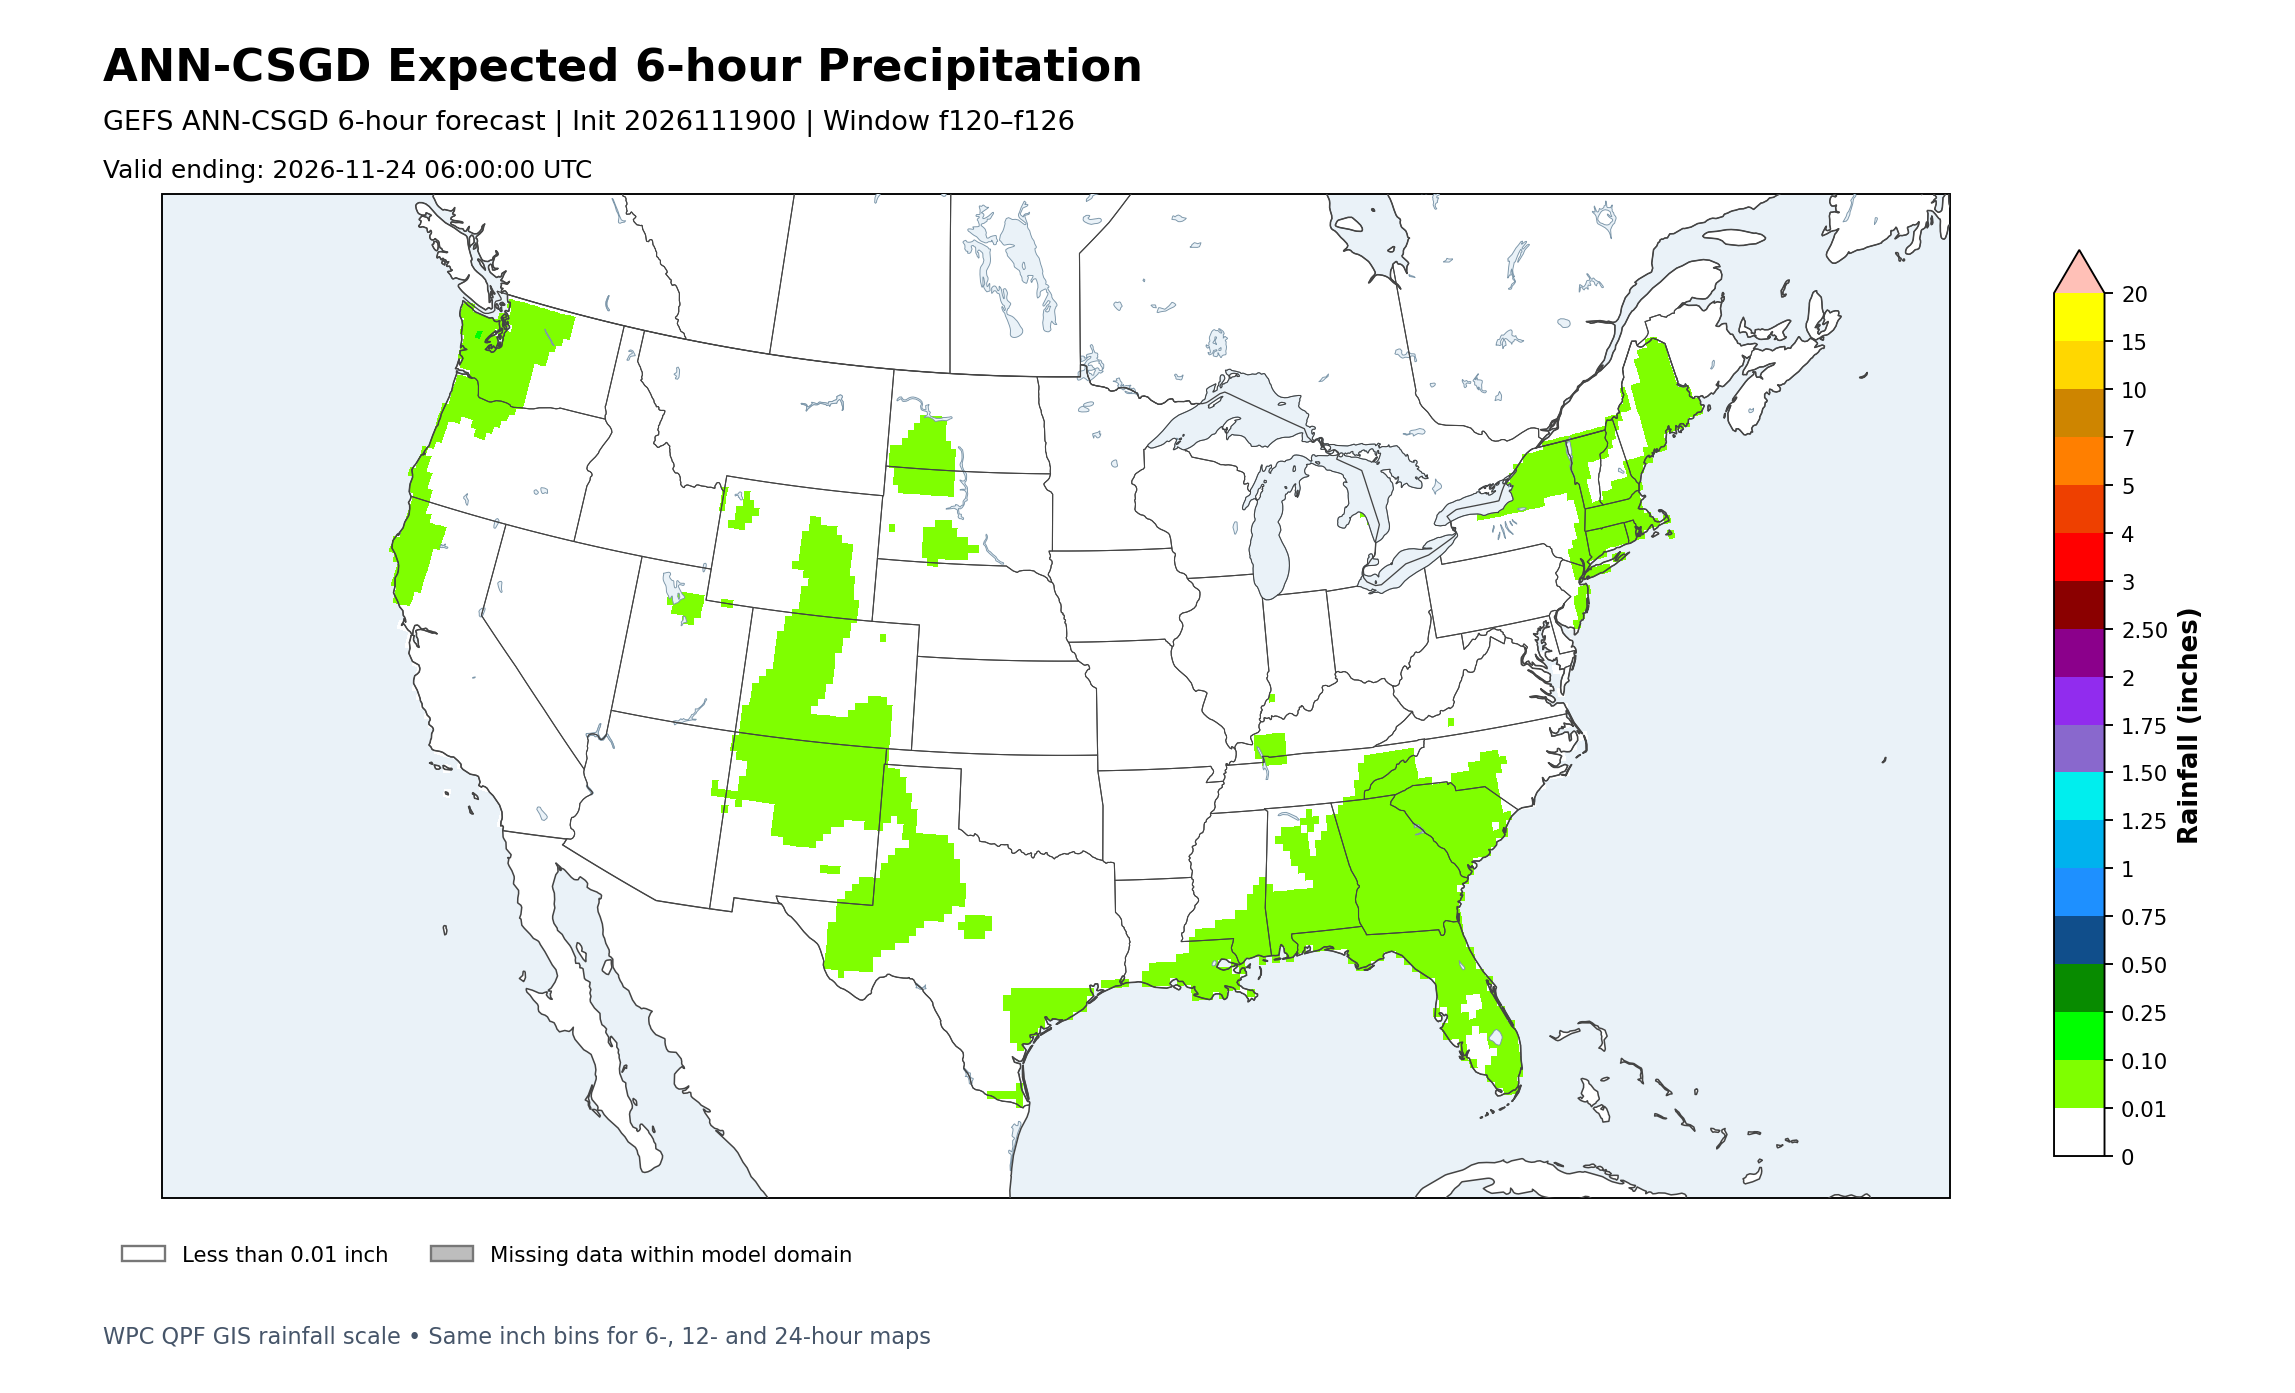 ANN-CSGD Expected 6-hour Precipitation
GEFS ANN-CSGD 6-hour forecast | Init 2026111900 | Window f120–f126
Valid ending: 2026-11-24 06:00:00 UTC
20
15
10
7
5
4
3
2.50
2
1.75
1.50
1.25
1
0.75
0.50
0.25
0.10
0.01
0
Rainfall (inches)
Less than 0.01 inch
Missing data within model domain
WPC QPF GIS rainfall scale • Same inch bins for 6-, 12- and 24-hour maps